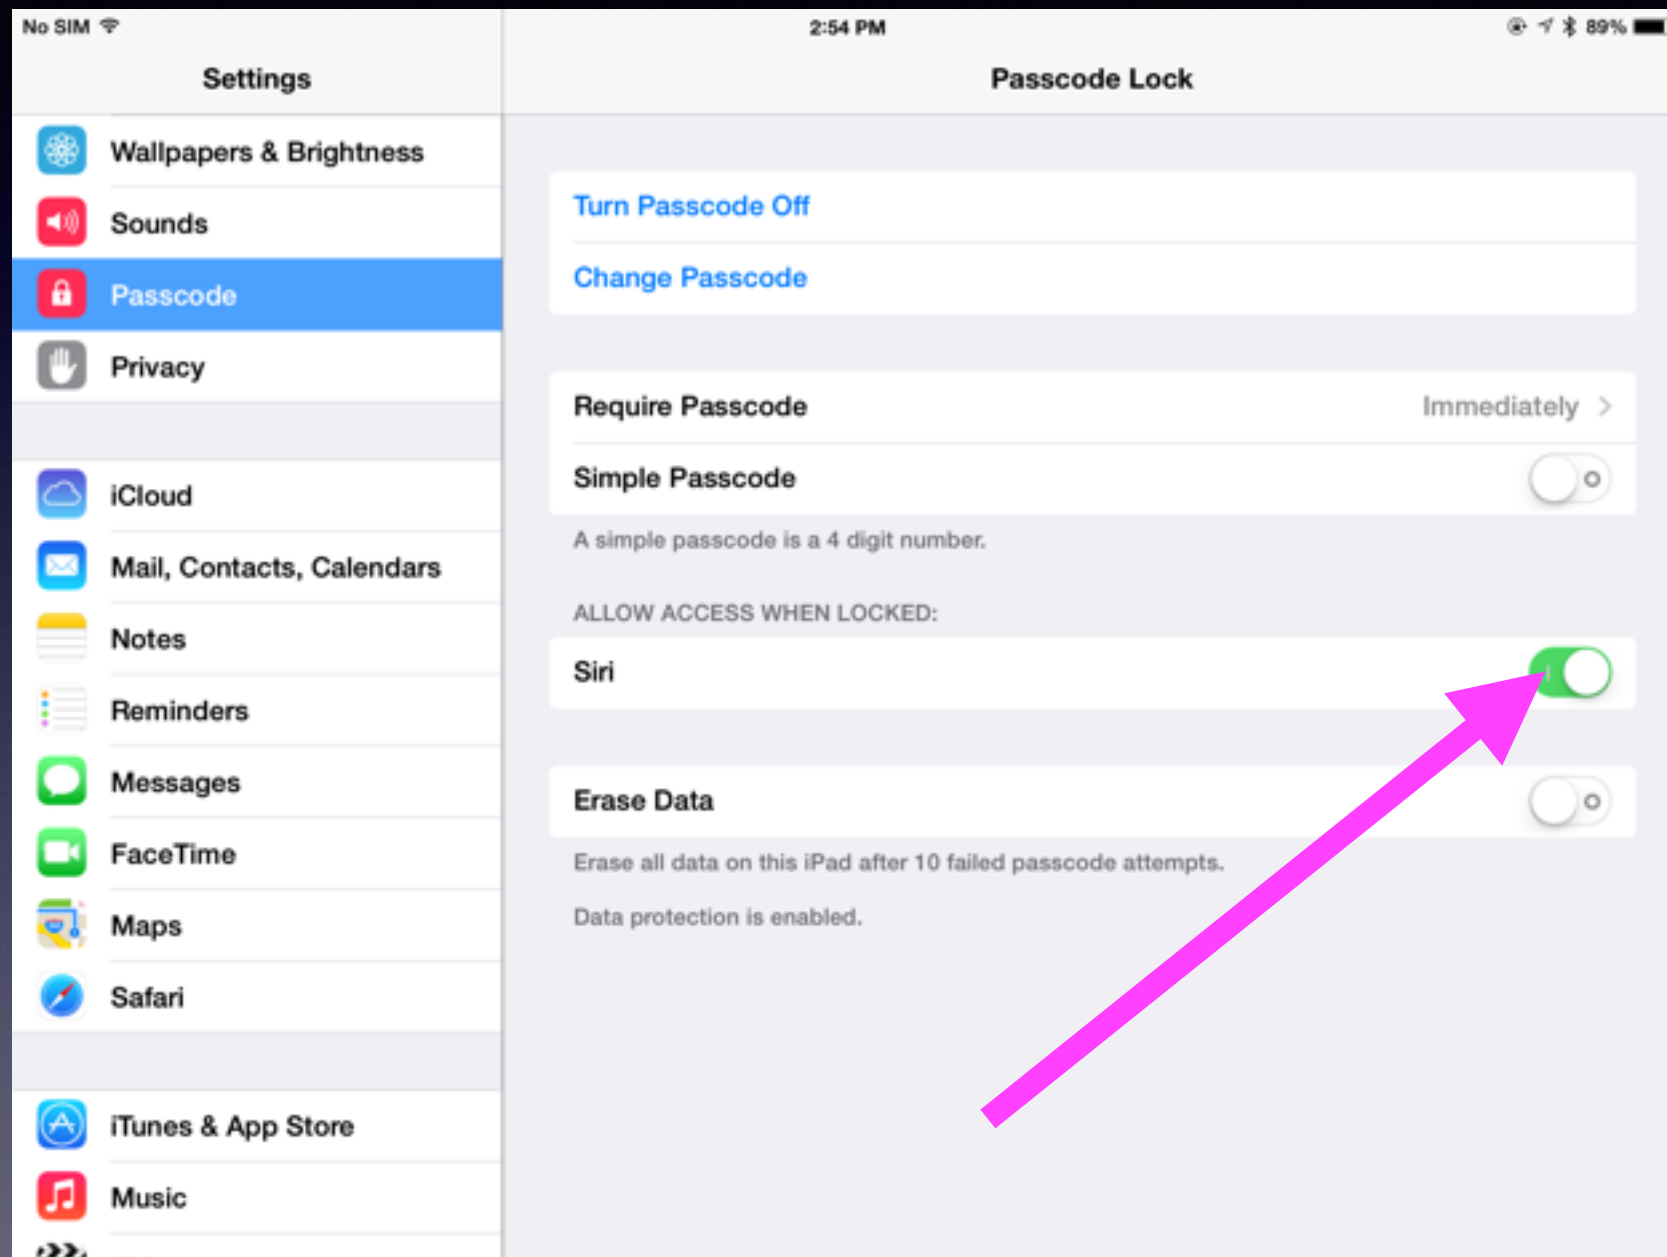 No SIM
2:54 PM
89%
Settings
Passcode Lock
Wallpapers & Brightness
Sounds
Passcode
Privacy
iCloud
Mail, Contacts, Calendars
Notes
Reminders
Messages
FaceTime
Maps
Safari
iTunes & App Store
Music
Turn Passcode Off
Change Passcode
Require Passcode
Immediately
Simple Passcode
A simple passcode is a 4 digit number.
ALLOW ACCESS WHEN LOCKED:
Siri
Erase Data
Erase all data on this iPad after 10 failed passcode attempts.
Data protection is enabled.